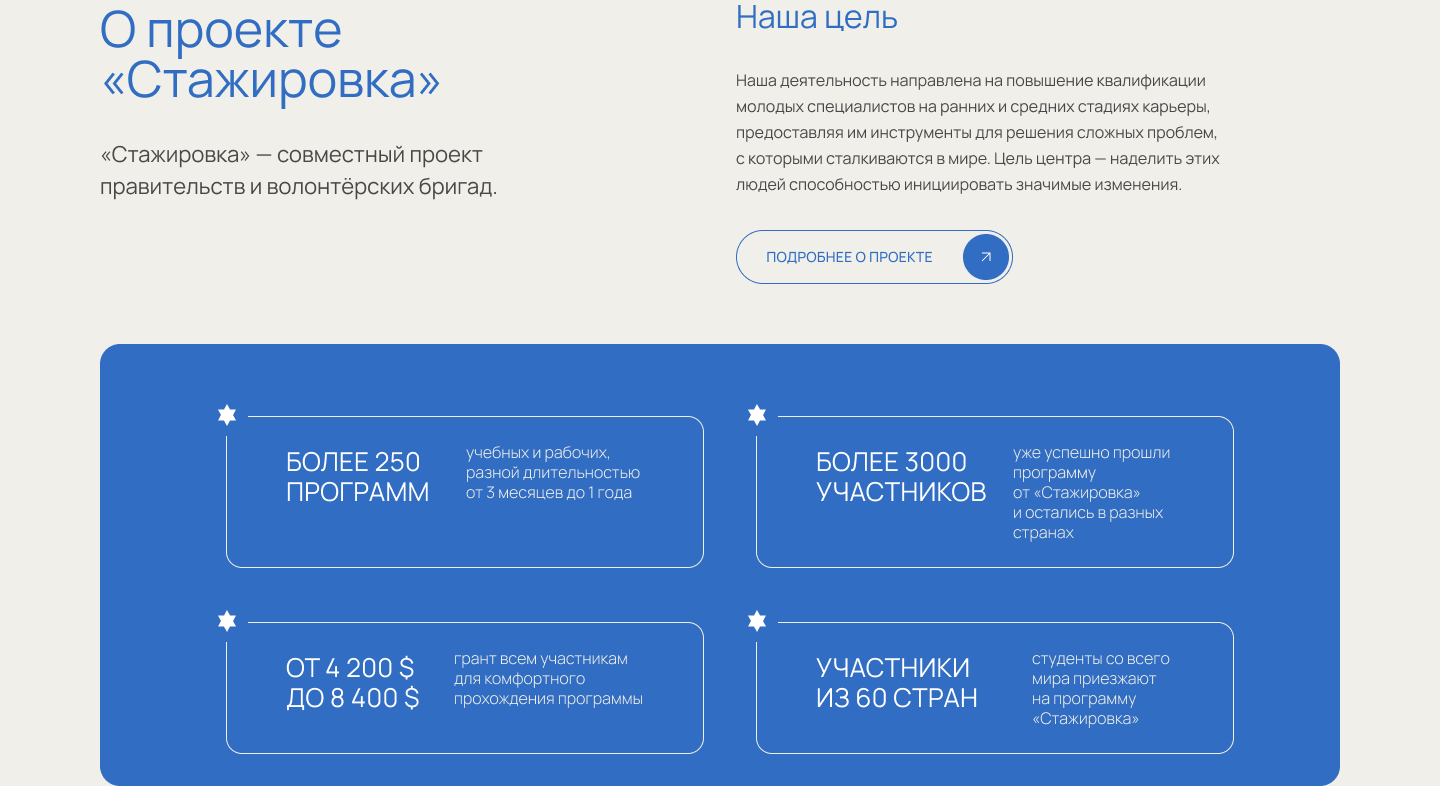 О проекте
«Стажировка»
«Стажировка» — совместный проект
правительств и волонтёрских бригад.
Наша цель
Наша деятельность направлена на повышение квалификации
молодых специалистов на ранних и средних стадиях карьеры,
предоставляя им инструменты для решения сложных проблем,
с которыми сталкиваются в мире. Цель центра — наделить этих
людей способностью инициировать значимые изменения.
ПОДРОБНЕЕ О ПРОЕКТЕ
БОЛЕЕ 250
ПРОГРАММ
учебных и рабочих,
разной длительностью
от 3 месяцев до 1 года
БОЛЕЕ 3000
УЧАСТНИКОВ
уже успешно прошли
программу
от «Стажировка»
и остались в разных
странах
ОТ 4 200 $
ДО 8 400 $
грант всем участникам
для комфортного
прохождения программы
УЧАСТНИКИ
ИЗ 60 СТРАН
студенты со всего
мира приезжают
на программу
«Стажировка»